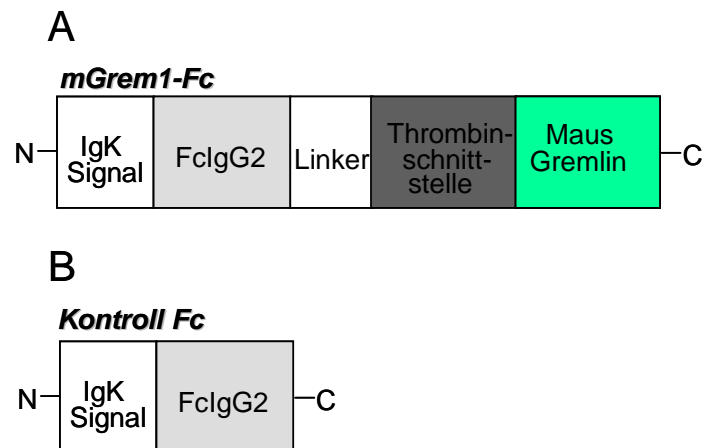 A
mGrem1-Fc
N IgK Signal FcIgG2 Linker Thrombin-schnitt-stelle Maus Gremlin C
B
Kontroll Fc
N IgK Signal FcIgG2 C